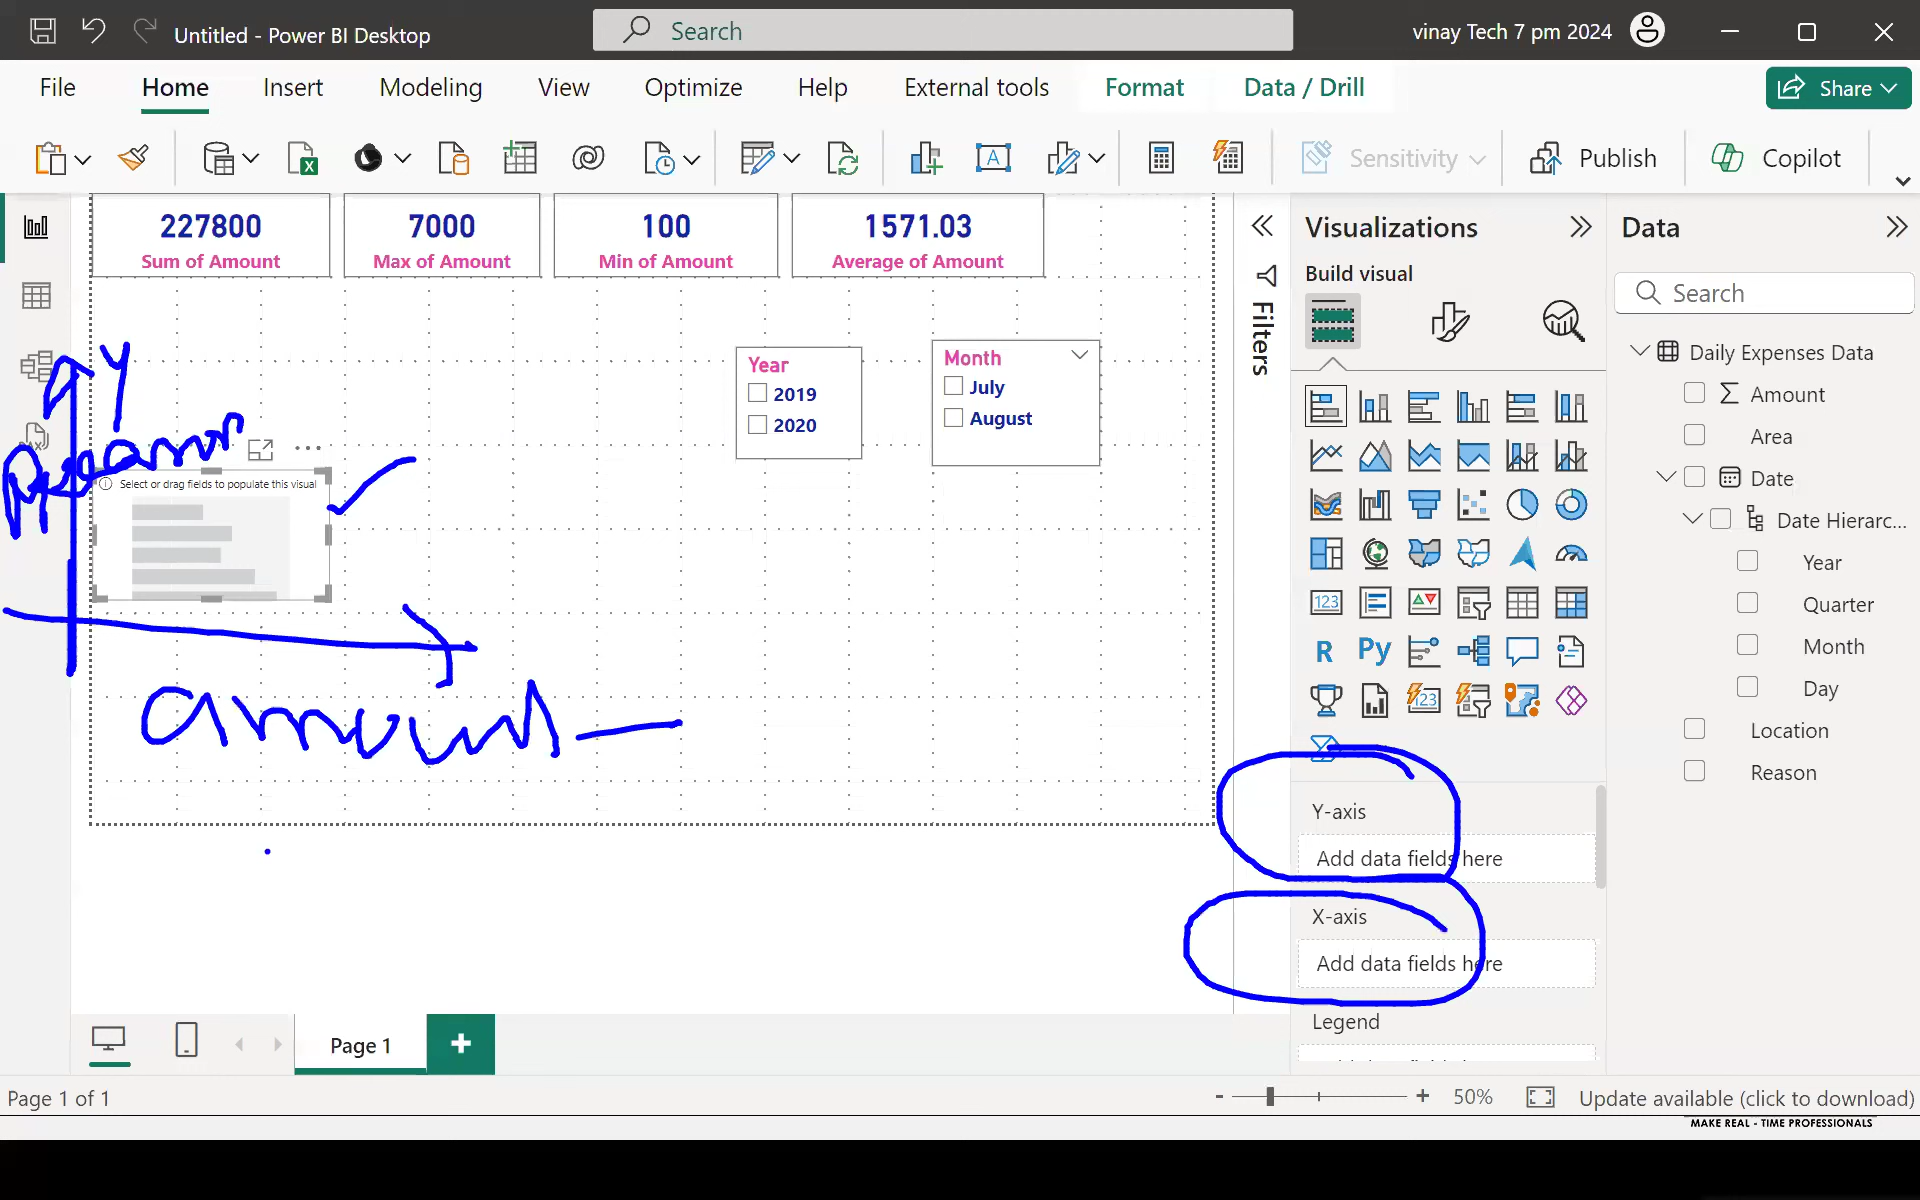 Untitled - Power BI Desktop
Search
vinay Tech 7 pm 2024
File Home Insert Modeling View Optimize Help External tools Format Data / Drill Share
Sensitivity Publish Copilot
227800
Sum of Amount
7000
Max of Amount
100
Min of Amount
1571.03
Average of Amount
Year
2019
2020
Month
July
August
Y
Select or drag fields to populate this visual
amount
Filters
Visualizations
Build visual
123
R Py
123
Y-axis
Add data fields here
X-axis
Add data fields here
Legend
Data
Search
Daily Expenses Data
Amount
Area
Date
Date Hierarc...
Year
Quarter
Month
Day
Location
Reason
Page 1
Page 1 of 1
50%
Update available (click to download)
MAKE REAL - TIME PROFESSIONALS